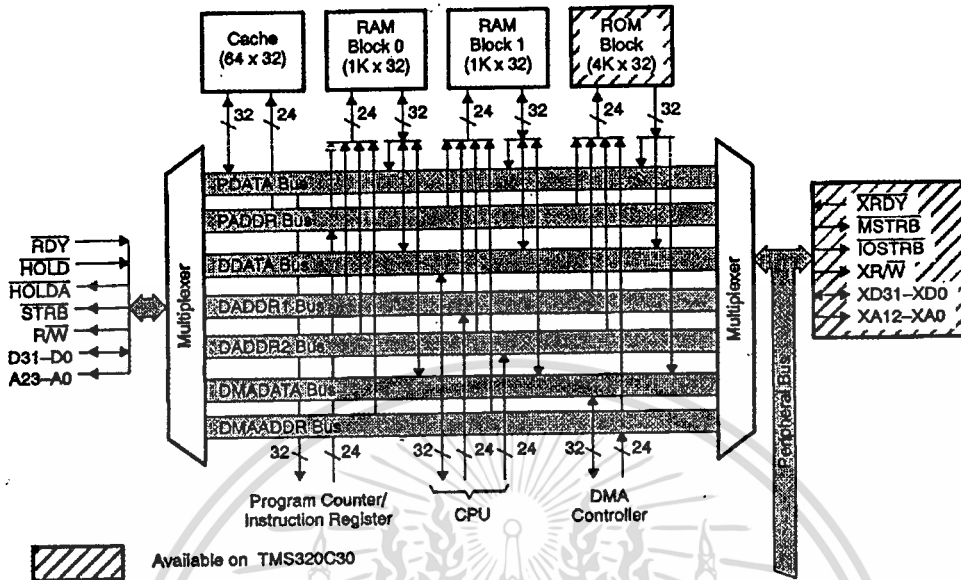 Cache
(64 x 32)
RAM
Block 0
(1K x 32)
RAM
Block 1
(1K x 32)
ROM
Block
(4K x 32)
32
24
24
32
24
32
24
32
PDATA Bus
PADDR Bus
DDATA Bus
DADDR1 Bus
DADDR2 Bus
DMADATA Bus
DMAADDR Bus
Multiplexer
Multiplexer
Peripheral Bus
RDY
HOLD
HOLDA
STRB
R/W
D31–D0
A23–A0
XRDY
MSTRB
IOSTRB
XR/W
XD31–XD0
XA12–XA0
32
24
32
24
24
32
24
Program Counter/
Instruction Register
CPU
DMA
Controller
Available on TMS320C30